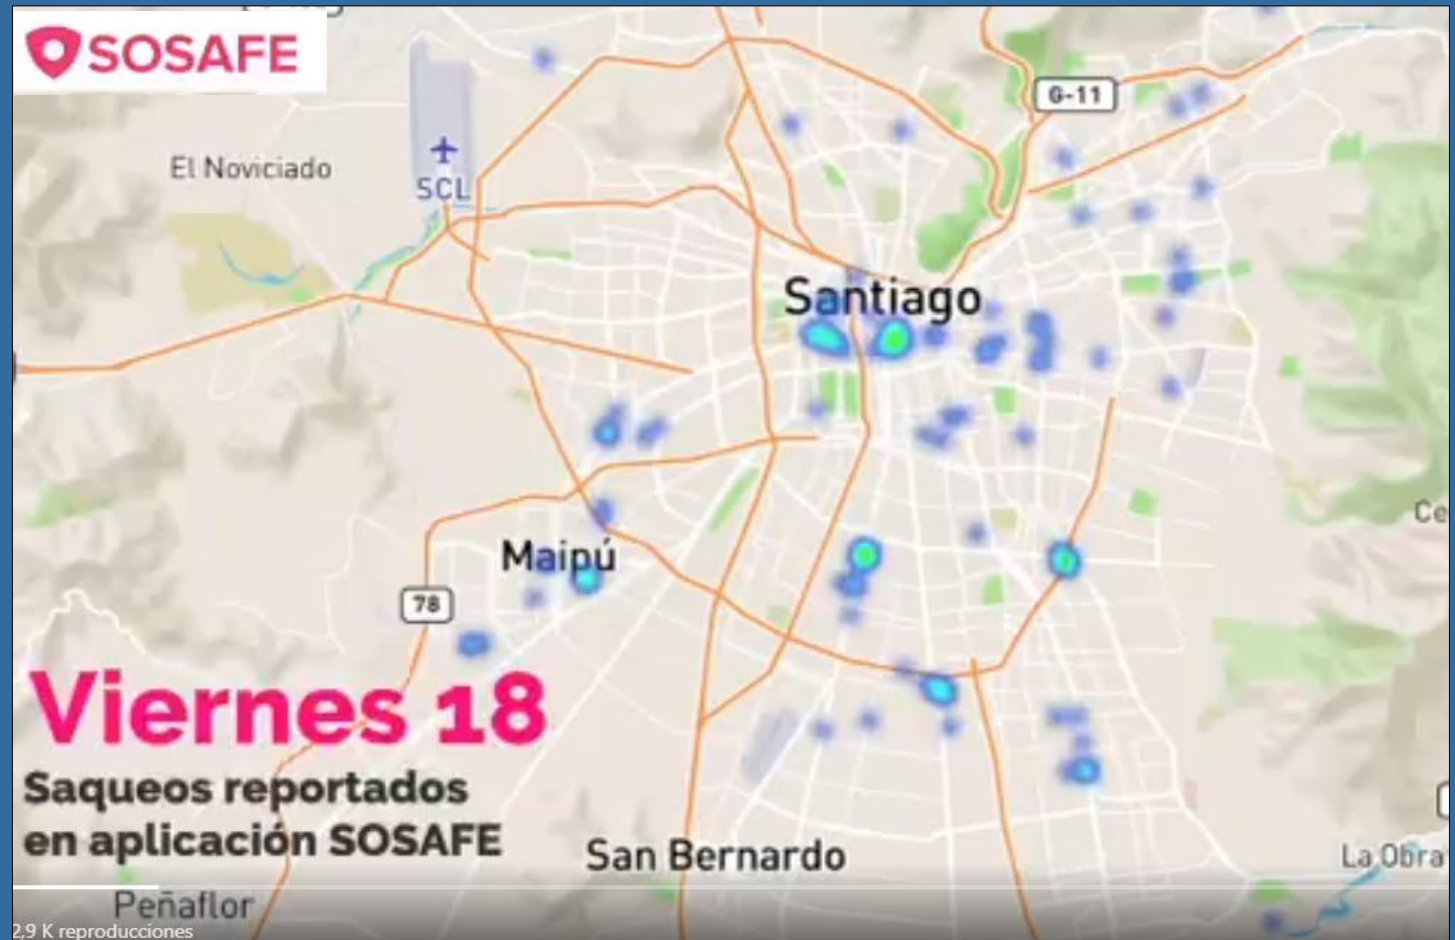 SOSAFE
G-11
El Noviciado
SCL
Santiago
Ce
Maipú
78
Viernes 18
Saqueos reportados
en aplicación SOSAFE
San Bernardo
La Obra
Peñaflor
2,9 K reproducciones